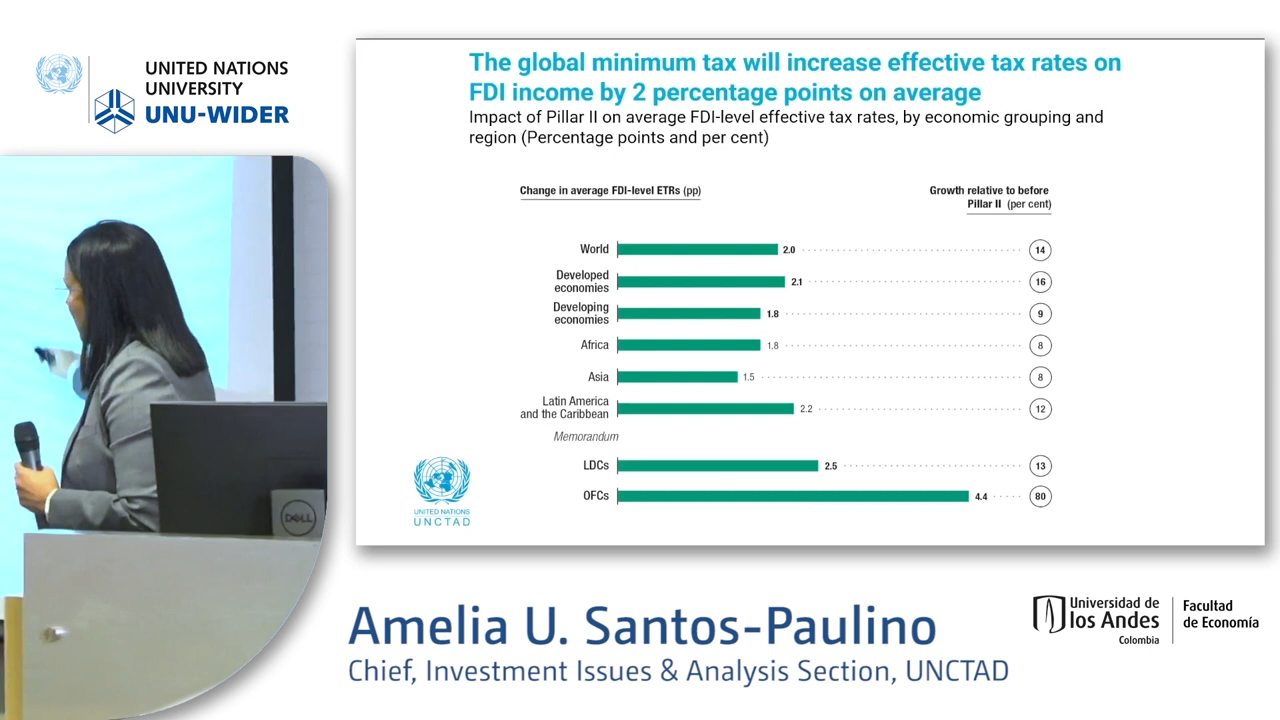 UNITED NATIONS
UNIVERSITY
UNU-WIDER
The global minimum tax will increase effective tax rates on
FDI income by 2 percentage points on average
Impact of Pillar II on average FDI-level effective tax rates, by economic grouping and
region (Percentage points and per cent)
Change in average FDI-level ETRs (pp)
Growth relative to before
Pillar II (per cent)
World 2.0 14
Developed
economies 2.1 16
Developing
economies 1.8 9
Africa 1.8 8
Asia 1.5 8
Latin America
and the Caribbean 2.2 12
Memorandum
LDCs 2.5 13
OFCs 4.4 80
UNITED NATIONS
UNCTAD
DELL
Amelia U. Santos-Paulino
Chief, Investment Issues & Analysis Section, UNCTAD
Universidad de
los Andes
Colombia
Facultad
de Economía